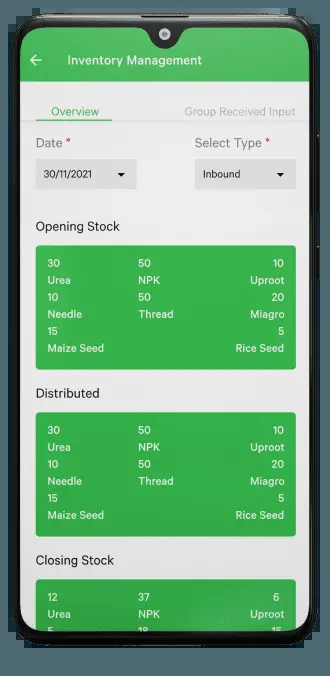 Inventory Management
Overview Group Received Input
Date * Select Type *
30/11/2021 Inbound
Opening Stock
30 50 10
Urea NPK Uproot
10 50 20
Needle Thread Miagro
15 5
Maize Seed Rice Seed
Distributed
30 50 10
Urea NPK Uproot
10 50 20
Needle Thread Miagro
15 5
Maize Seed Rice Seed
Closing Stock
12 37 6
Urea NPK Uproot
5 18 15